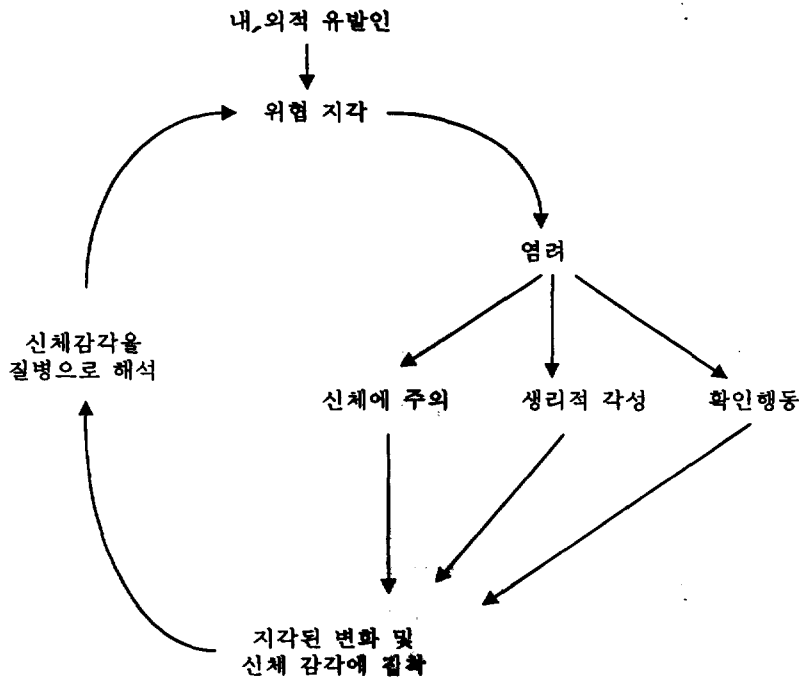 내,외적 유발인
위협 지각
염려
신체감각을
질병으로 해석
신체에 주의
생리적 각성
확인행동
지각된 변화 및
신체 감각에 집착